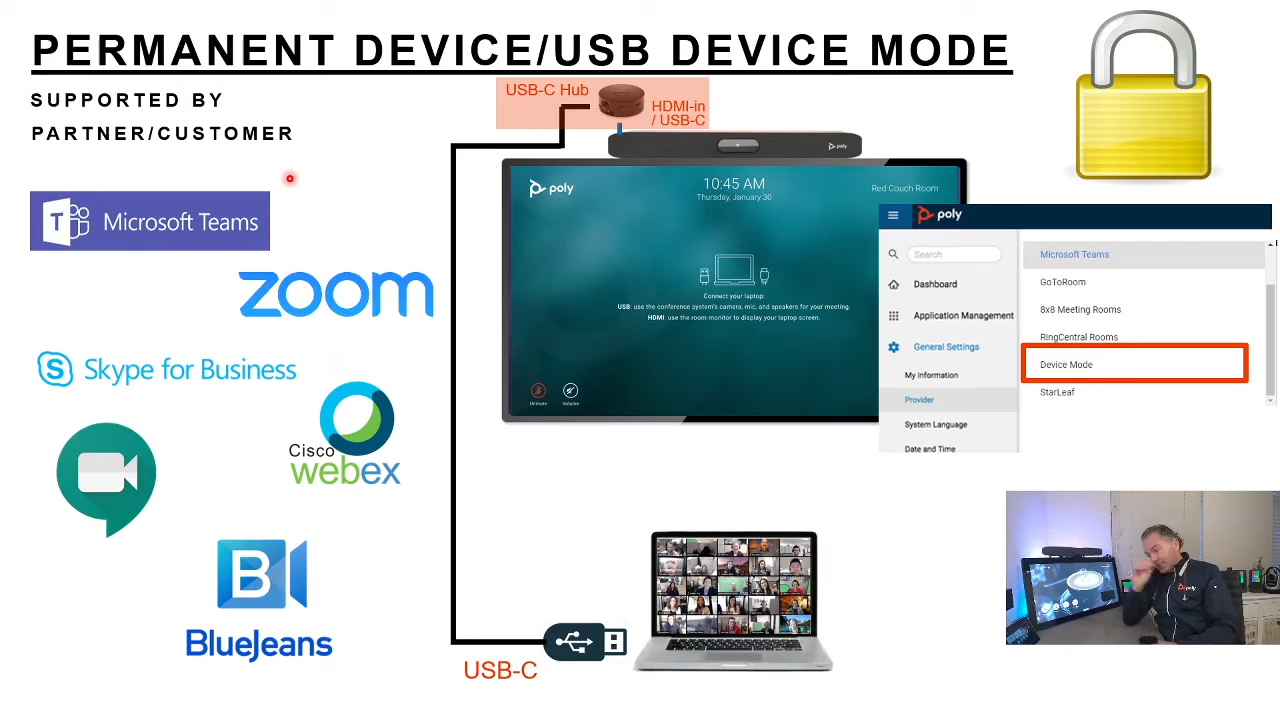 PERMANENT DEVICE/USB DEVICE MODE
SUPPORTED BY
PARTNER/CUSTOMER
USB-C Hub
HDMI-in
/ USB-C
poly
poly
10:45 AM
Thursday, January 30
Red Couch Room
Connect your laptop:
USB: use the conference system's camera, mic, and speakers for your meeting.
HDMI: use the room monitor to display your laptop screen.
Unmute
Volume
T
Microsoft Teams
zoom
S
Skype for Business
Cisco
webex
B
BlueJeans
USB-C
poly
Search
Dashboard
Application Management
General Settings
My Information
Provider
System Language
Date and Time
Microsoft Teams
GoToRoom
8x8 Meeting Rooms
RingCentral Rooms
Device Mode
StarLeaf
poly